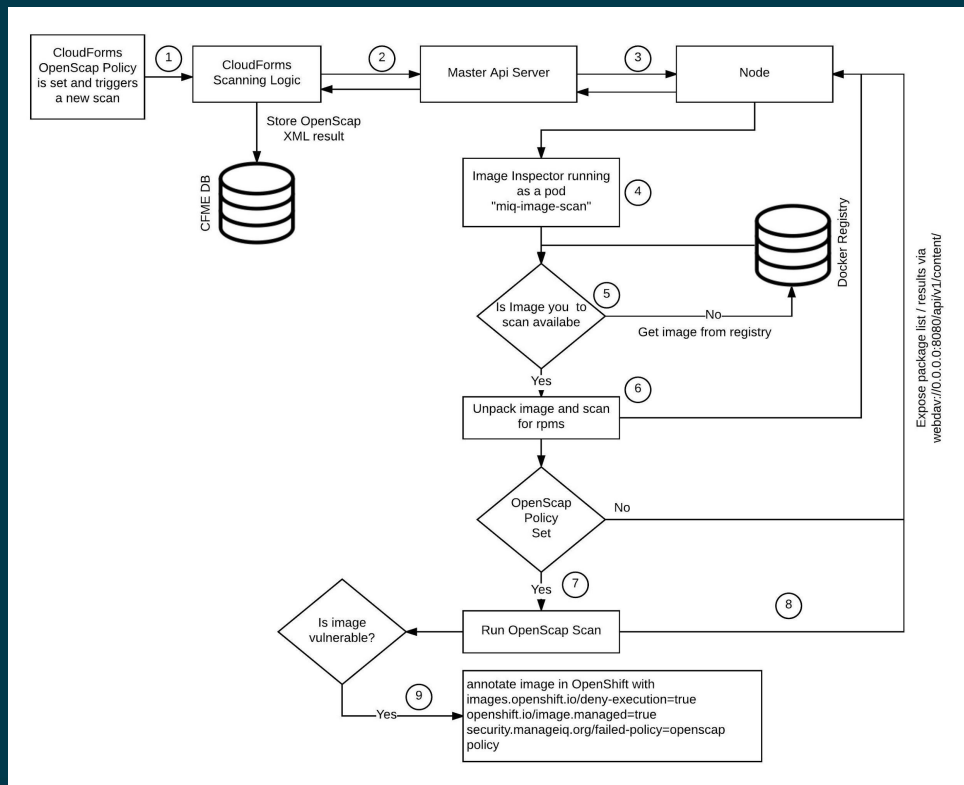 CloudForms
OpenScap Policy
is set and triggers
a new scan
1
CloudForms
Scanning Logic
2
Master Api Server
3
Node
Store OpenScap
XML result
CFME DB
Image Inspector running
as a pod
"miq-image-scan"
4
Docker Registry
Is Image you to
scan availabe
5
No
Get image from registry
Expose package list / results via
webdav://0.0.0.0:8080/api/v1/content/
Yes
6
Unpack image and scan
for rpms
OpenScap
Policy
Set
No
Yes
7
8
Run OpenScap Scan
Is image
vulnerable?
9
Yes
annotate image in OpenShift with
images.openshift.io/deny-execution=true
openshift.io/image.managed=true
security.manageiq.org/failed-policy=openscap
policy